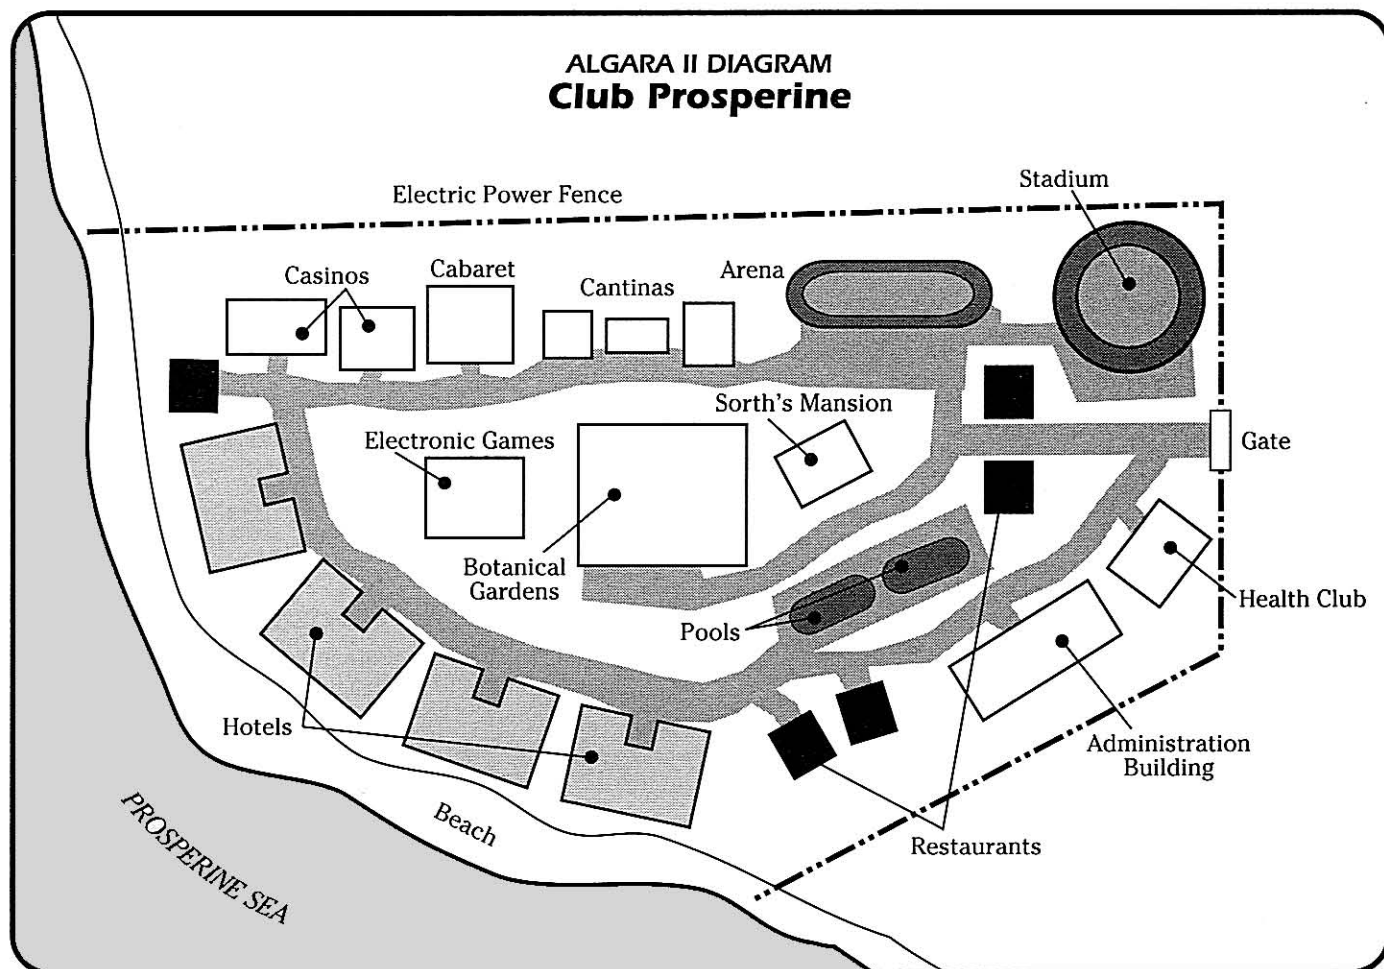 ALGARA II DIAGRAM
Club Prosperine
Stadium
Electric Power Fence
Casinos
Cabaret
Cantinas
Arena
Sorth's Mansion
Electronic Games
Gate
Botanical
Gardens
Pools
Health Club
Hotels
Administration
Building
Beach
Restaurants
PROSPERINE SEA